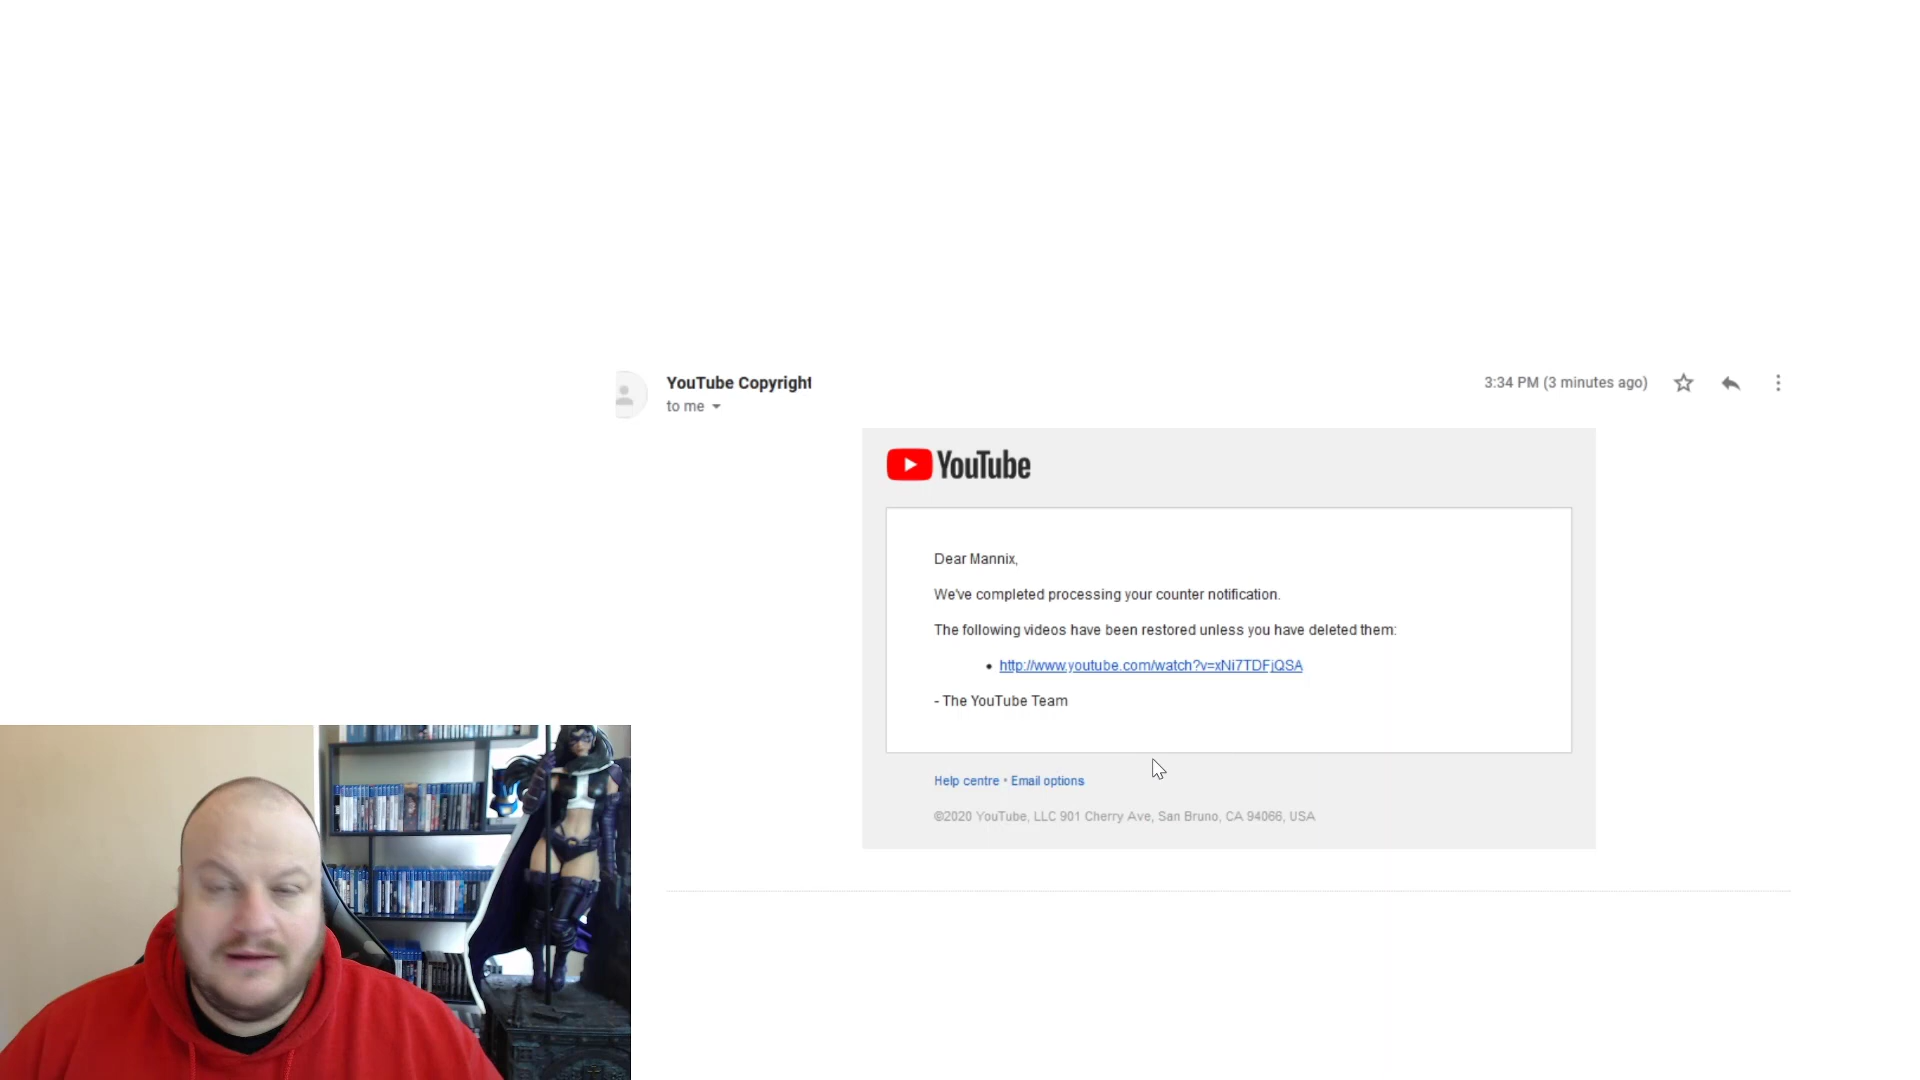 YouTube Copyright
3:34 PM (3 minutes ago)
to me
YouTube
Dear Mannix,
We've completed processing your counter notification.
The following videos have been restored unless you have deleted them:
• http://www.youtube.com/watch?v=xNi7TDFjQSA
- The YouTube Team
Help centre • Email options
©2020 YouTube, LLC 901 Cherry Ave, San Bruno, CA 94066, USA